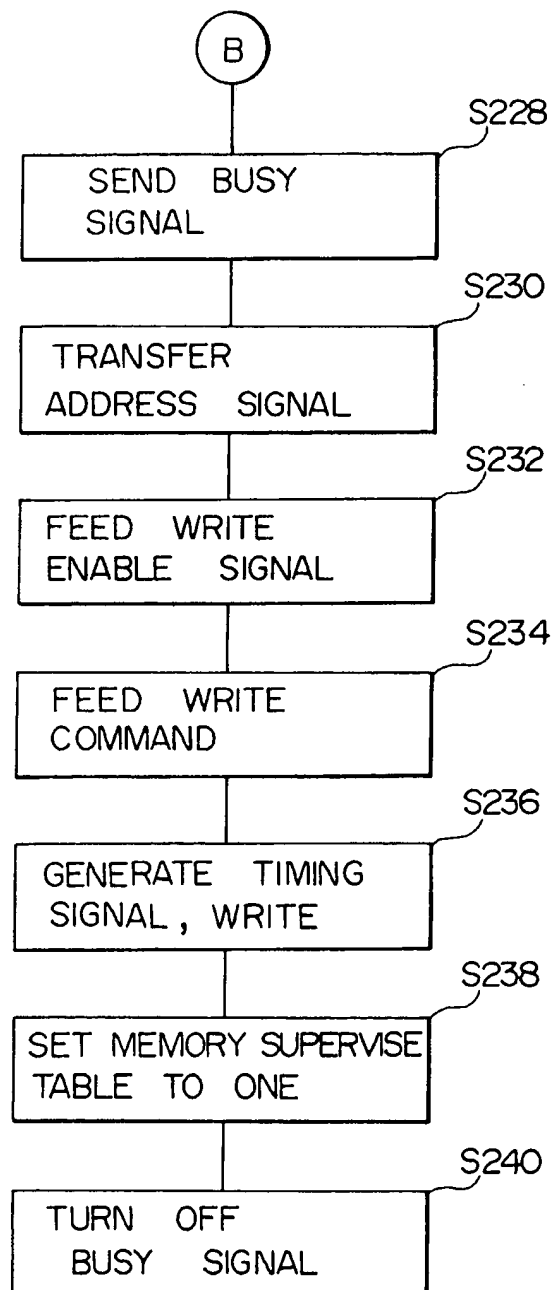 B
S228
SEND BUSY
SIGNAL
S230
TRANSFER
ADDRESS SIGNAL
S232
FEED WRITE
ENABLE SIGNAL
S234
FEED WRITE
COMMAND
S236
GENERATE TIMING
SIGNAL, WRITE
S238
SET MEMORY SUPERVISE
TABLE TO ONE
S240
TURN OFF
BUSY SIGNAL